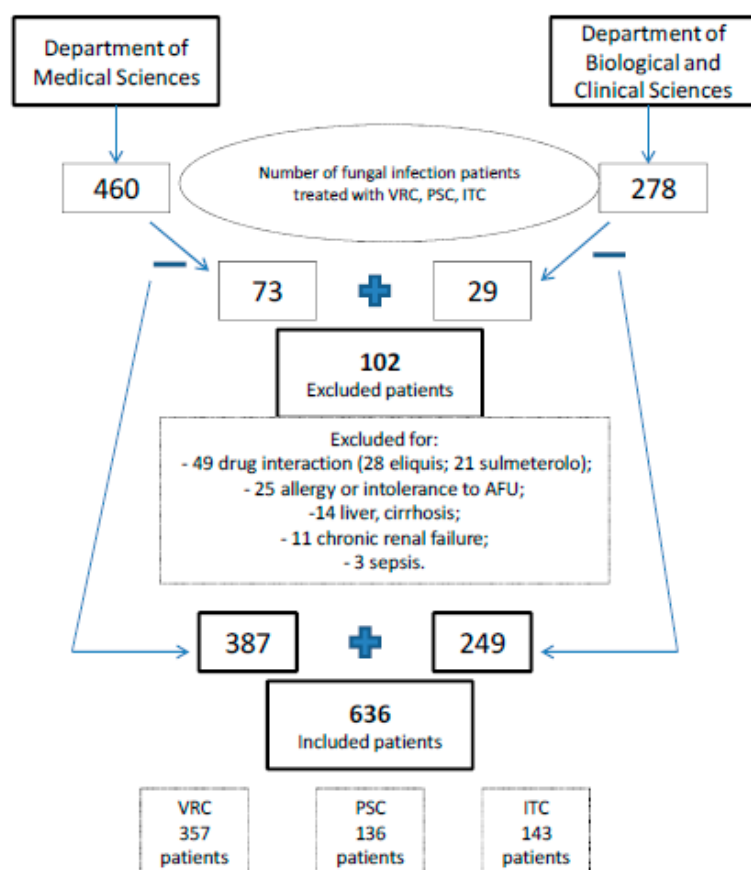 Department of
Medical Sciences
Department of
Biological and
Clinical Sciences
460
Number of fungal infection patients
treated with VRC, PSC, ITC
278
73
29
102
Excluded patients
Excluded for:
- 49 drug interaction (28 eliquis; 21 sulmeterolo);
- 25 allergy or intolerance to AFU;
-14 liver, cirrhosis;
- 11 chronic renal failure;
- 3 sepsis.
387
249
636
Included patients
VRC
357
patients
PSC
136
patients
ITC
143
patients